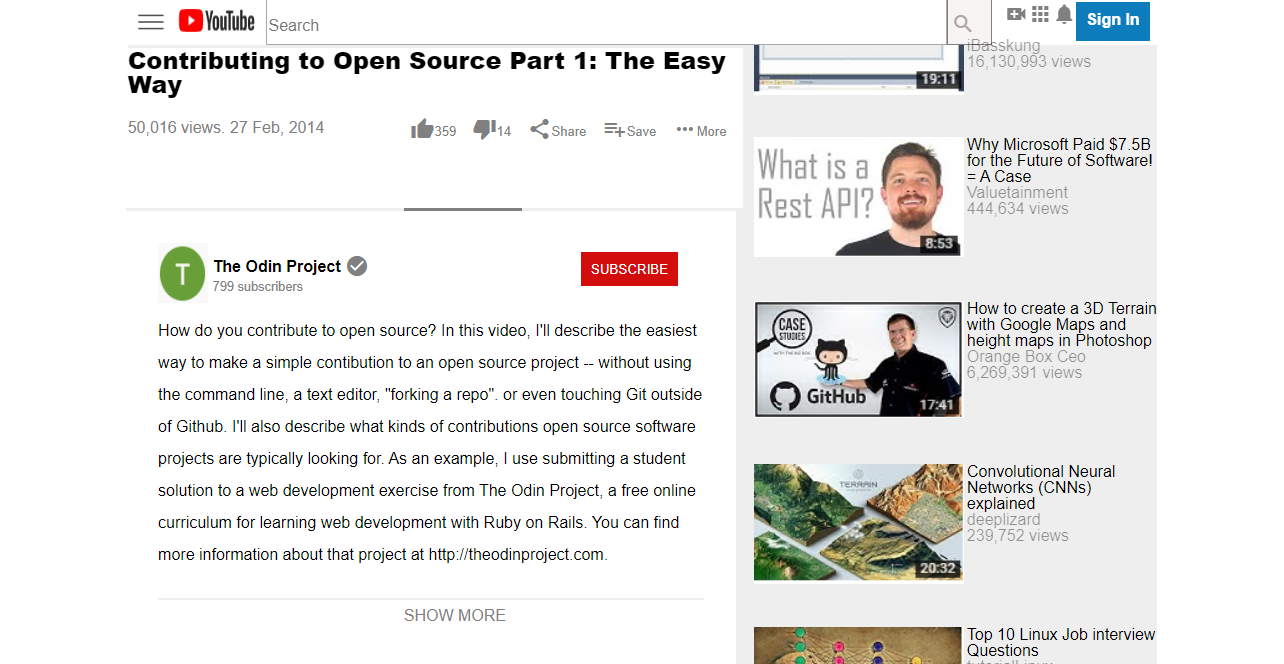 YouTube
Search
Sign In
Contributing to Open Source Part 1: The Easy
Way
50,016 views. 27 Feb, 2014
359
14
Share
Save
More
The Odin Project
799 subscribers
SUBSCRIBE
T
How do you contribute to open source? In this video, I'll describe the easiest
way to make a simple contibution to an open source project -- without using
the command line, a text editor, "forking a repo". or even touching Git outside
of Github. I'll also describe what kinds of contributions open source software
projects are typically looking for. As an example, I use submitting a student
solution to a web development exercise from The Odin Project, a free online
curriculum for learning web development with Ruby on Rails. You can find
more information about that project at http://theodinproject.com.
SHOW MORE
iBasskung
16,130,993 views
19:11
What is a
Rest API?
8:53
Why Microsoft Paid $7.5B
for the Future of Software!
= A Case
Valuetainment
444,634 views
CASE
STUDIES
WITH THE BIZ DOC
GitHub
17:41
How to create a 3D Terrain
with Google Maps and
height maps in Photoshop
Orange Box Ceo
6,269,391 views
TERRAIN
20:32
Convolutional Neural
Networks (CNNs)
explained
deeplizard
239,752 views
Top 10 Linux Job interview
Questions